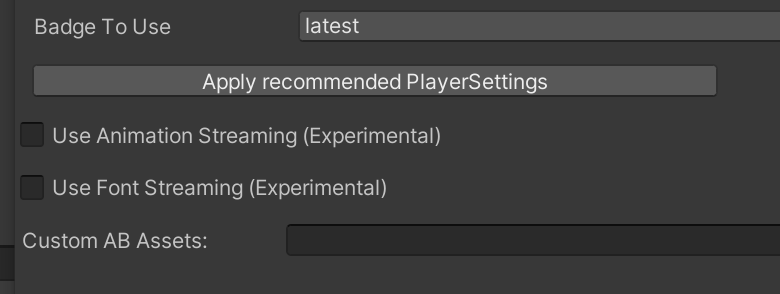 Badge To Use latest
Apply recommended PlayerSettings
Use Animation Streaming (Experimental)
Use Font Streaming (Experimental)
Custom AB Assets: